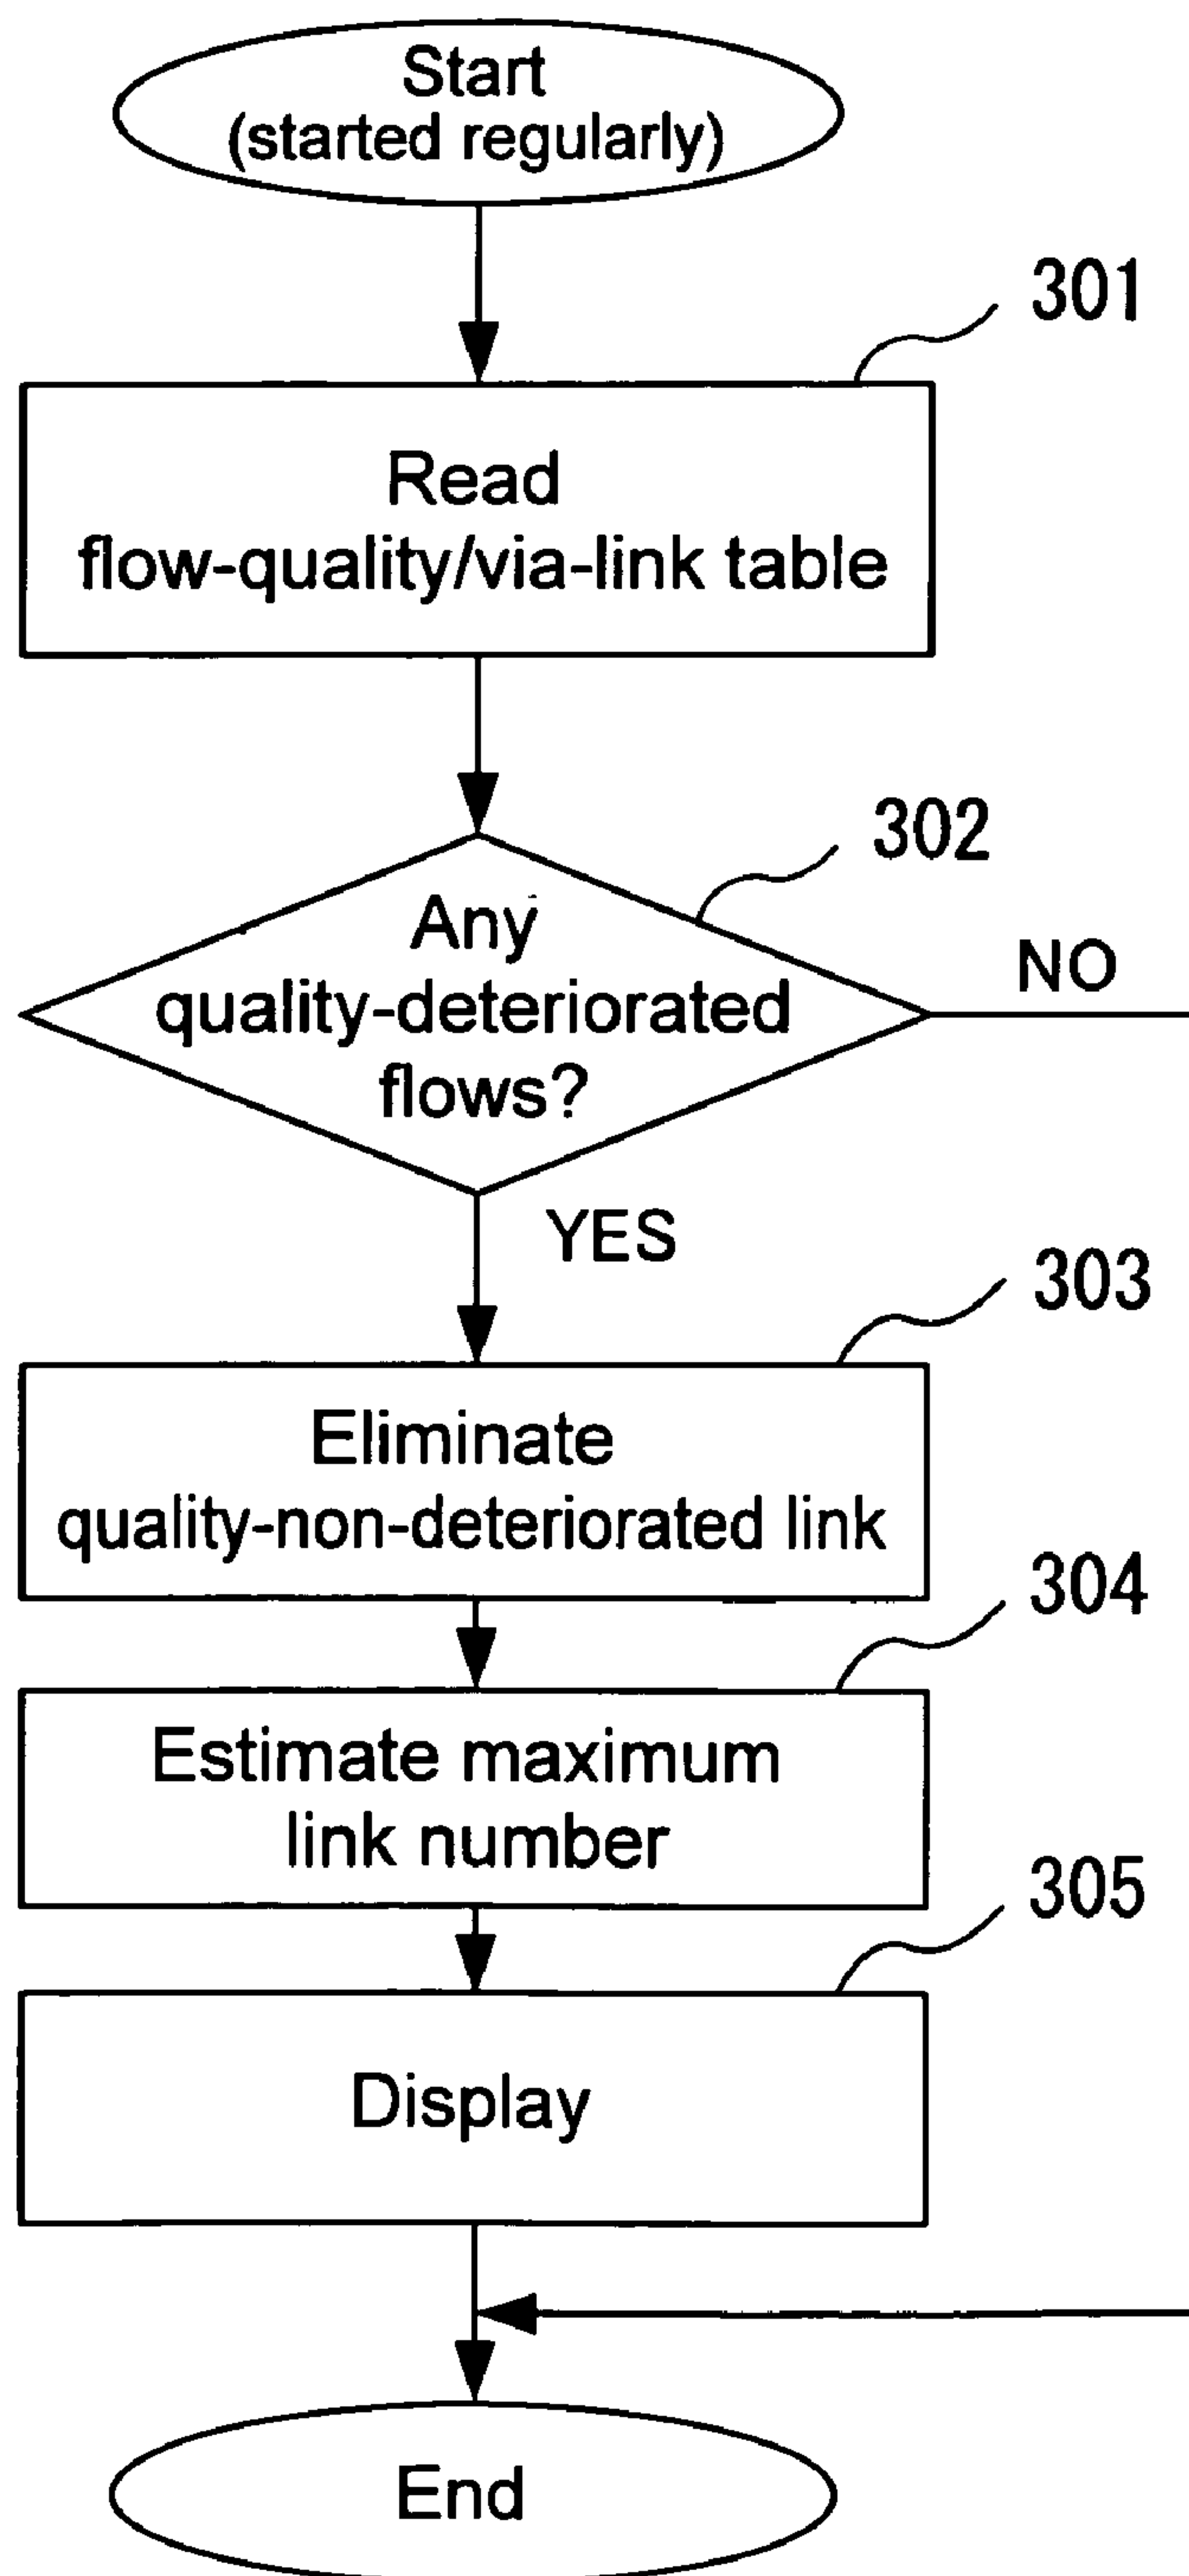 Start
(started regularly)
301
Read
flow-quality/via-link table
302
Any
quality-deteriorated
flows?
NO
YES
303
Eliminate
quality-non-deteriorated link
304
Estimate maximum
link number
305
Display
End